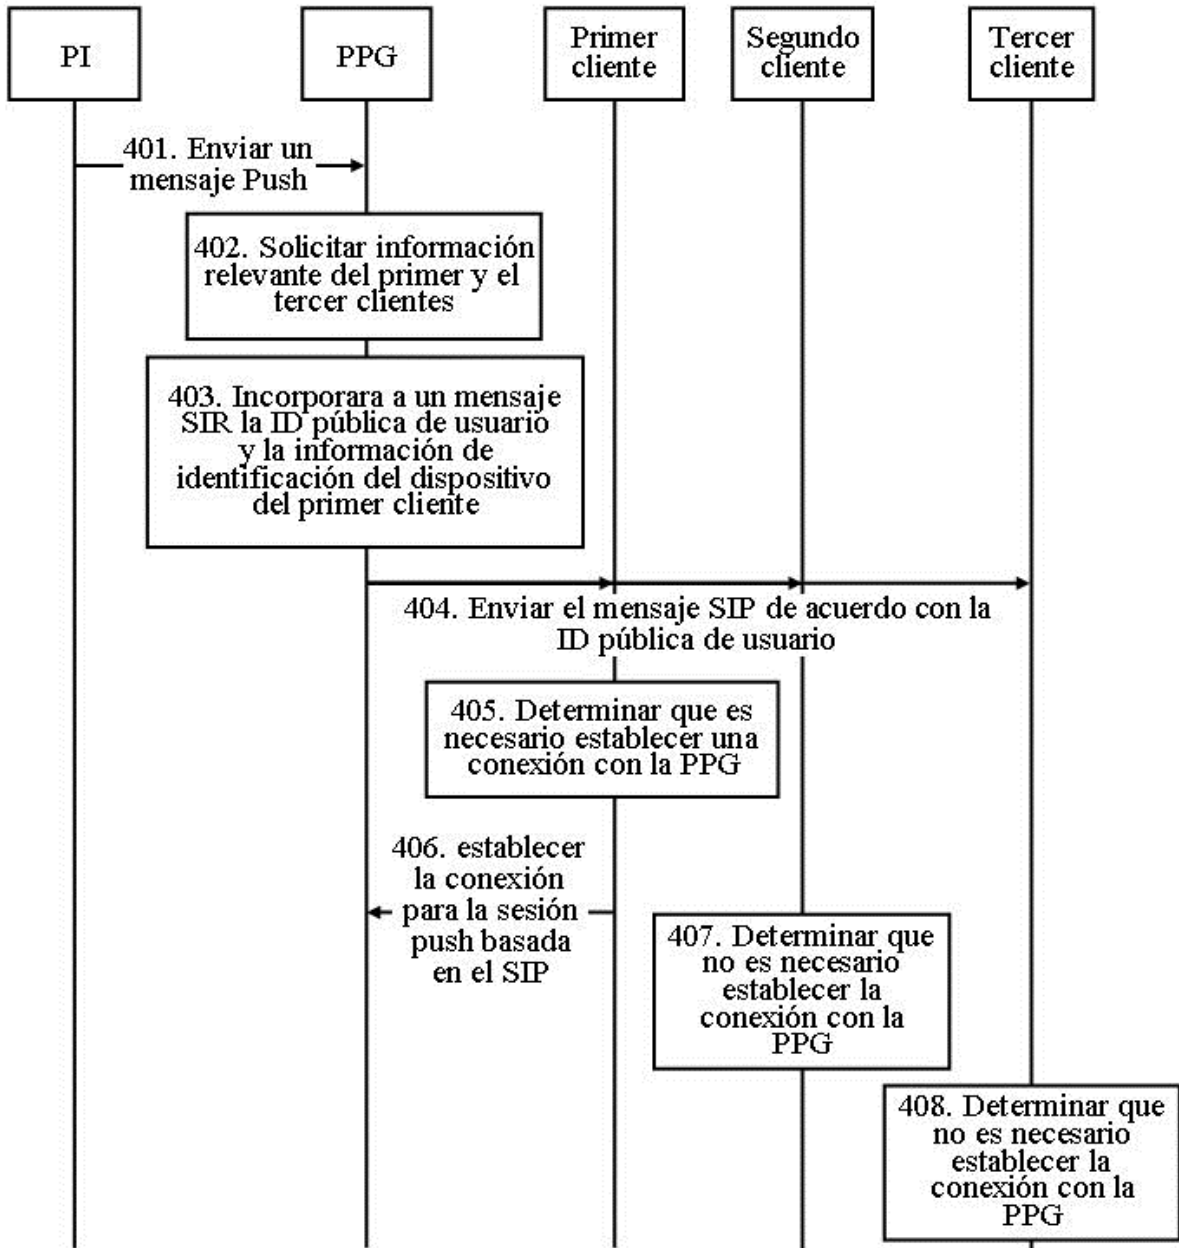 PI
PPG
Primer
cliente
Segundo
cliente
Tercer
cliente
401. Enviar un
mensaje Push
402. Solicitar información
relevante del primer y el
tercer clientes
403. Incorporara a un mensaje
SIR la ID pública de usuario
y la información de
identificación del dispositivo
del primer cliente
404. Enviar el mensaje SIP de acuerdo con la
ID pública de usuario
405. Determinar que es
necesario establecer una
conexión con la PPG
406. establecer
la conexión
para la sesión
push basada
en el SIP
407. Determinar que
no es necesario
establecer la
conexión con la
PPG
408. Determinar que
no es necesario
establecer la
conexión con la
PPG